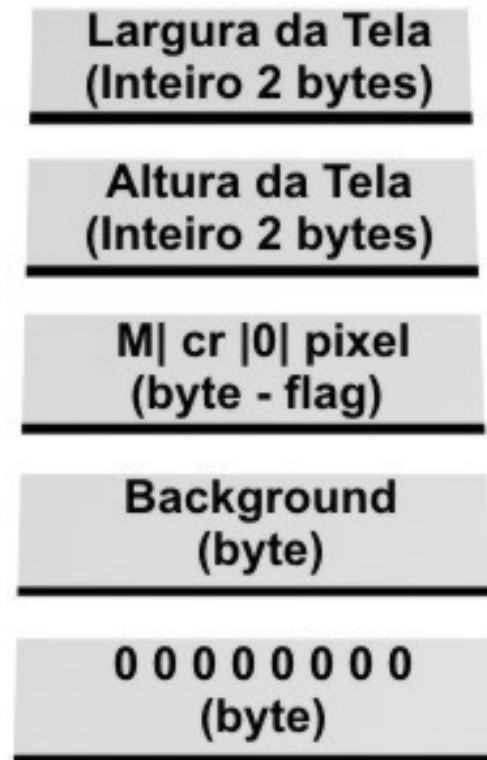 Largura da Tela
(Inteiro 2 bytes)
Altura da Tela
(Inteiro 2 bytes)
M| cr |0| pixel
(byte - flag)
Background
(byte)
0 0 0 0 0 0 0 0
(byte)